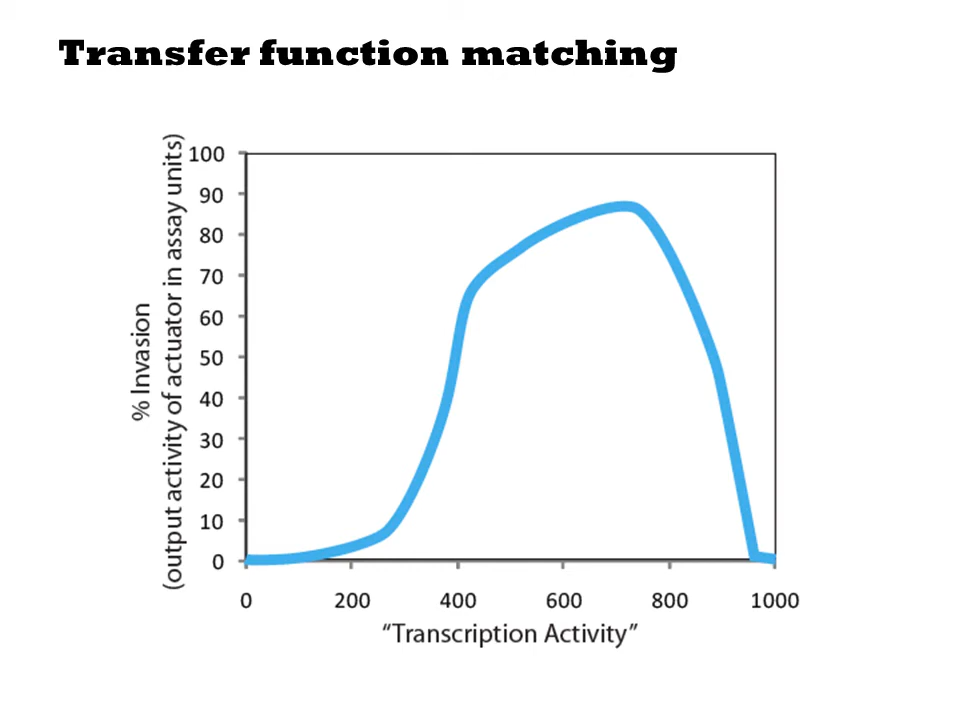 Transfer function matching
% Invasion
(output activity of actuator in assay units)
100
90
80
70
60
50
40
30
20
10
0
0 200 400 600 800 1000
“Transcription Activity”